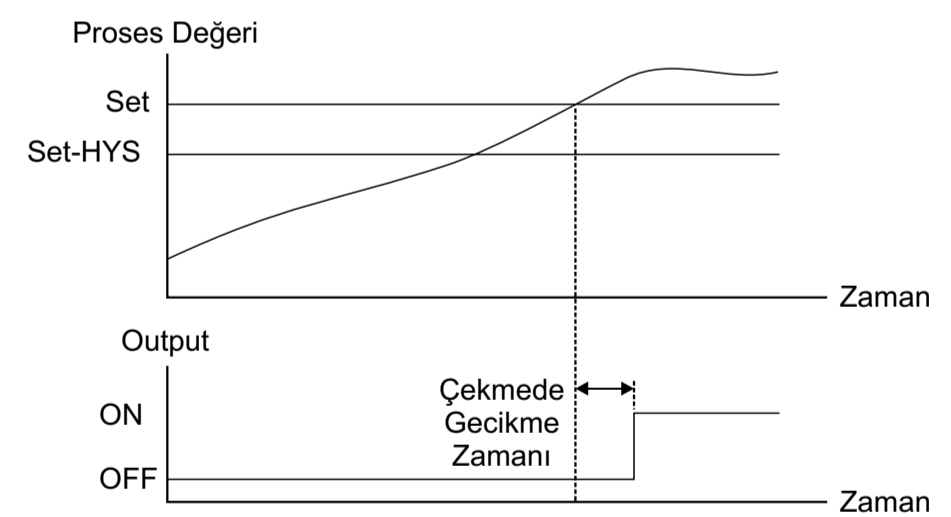 Proses Değeri
Set
Set-HYS
Zaman
Output
Çekmede
ON
Gecikme
Zamanı
OFF
Zaman